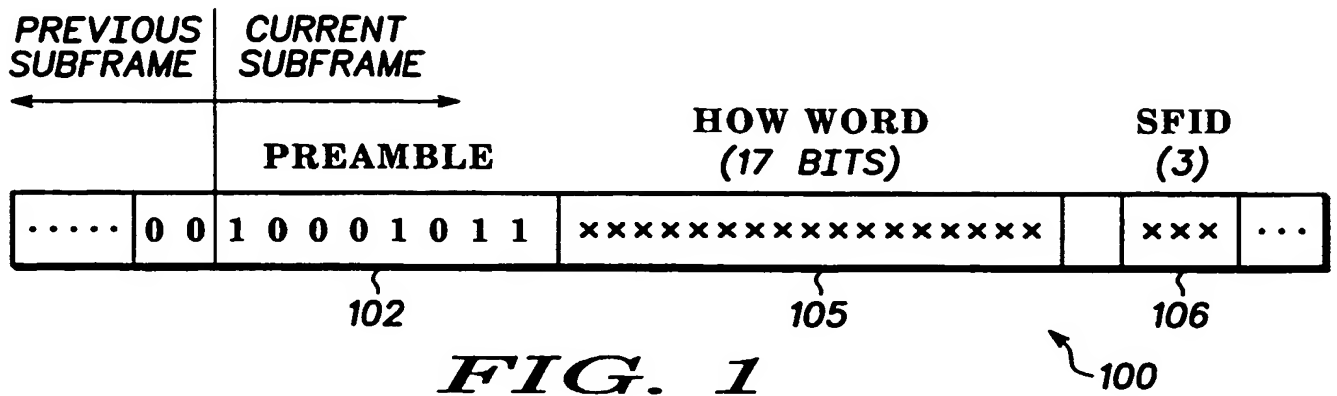 PREVIOUS SUBFRAME
CURRENT SUBFRAME
PREAMBLE
HOW WORD
(17 BITS)
SFID
(3)
····· 0 0 1 0 0 0 1 0 1 1 ××××××××××××××××× ××× ···
102
105
106
100
FIG. 1